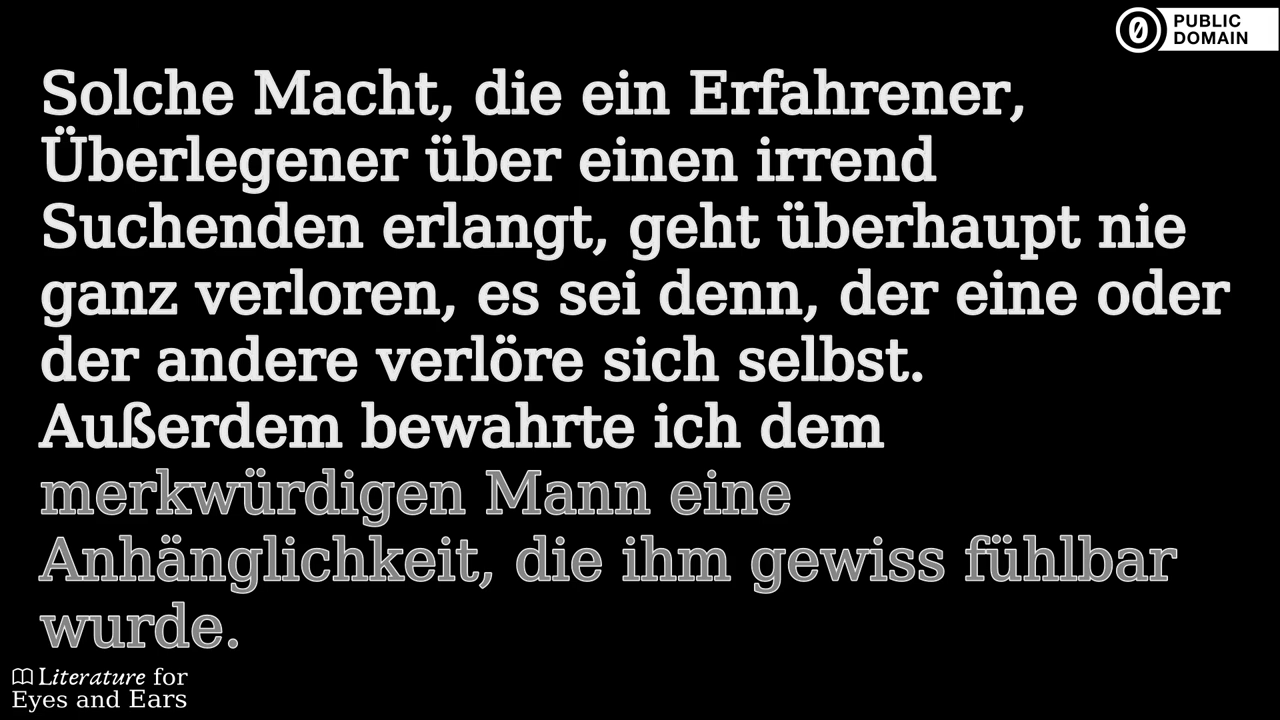 PUBLIC
DOMAIN
Solche Macht, die ein Erfahrener,
Überlegener über einen irrend
Suchenden erlangt, geht überhaupt nie
ganz verloren, es sei denn, der eine oder
der andere verlöre sich selbst.
Außerdem bewahrte ich dem
merkwürdigen Mann eine
Anhänglichkeit, die ihm gewiss fühlbar
wurde.
Literature for
Eyes and Ears